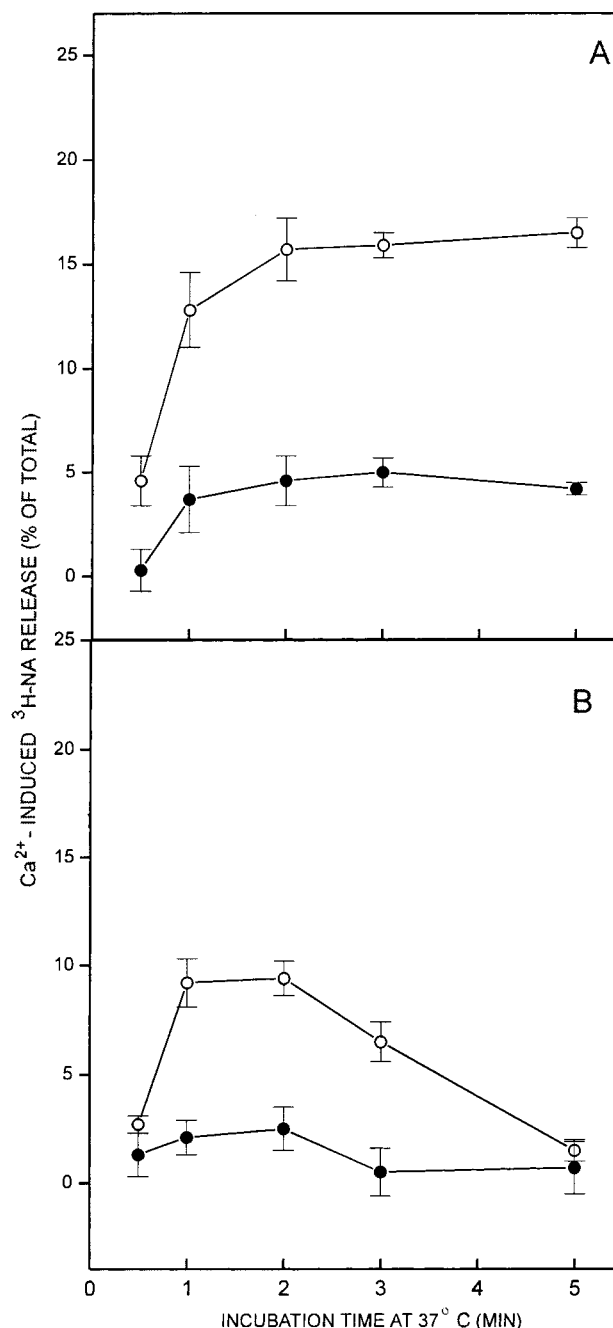 A
25
20
15
10
5
0
25
B
20
15
10
5
0
Ca²⁺- INDUCED ³H-NA RELEASE (% OF TOTAL)
0 1 2 3 4 5
INCUBATION TIME AT 37° C (MIN)